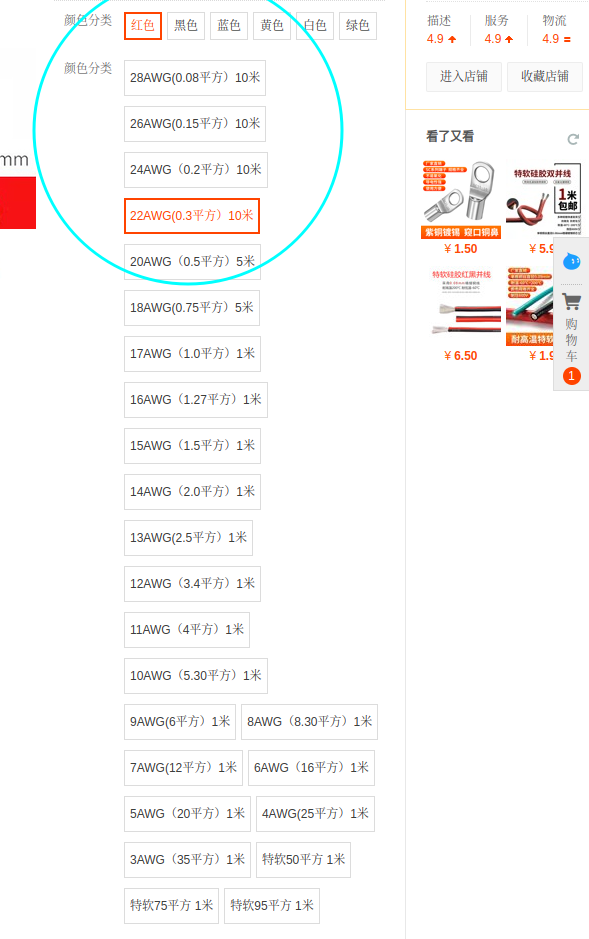 颜色分类 红色 黑色 蓝色 黄色 白色 绿色
颜色分类
28AWG(0.08平方）10米
26AWG(0.15平方）10米
24AWG（0.2平方）10米
22AWG(0.3平方）10米
20AWG（0.5平方）5米
18AWG(0.75平方）5米
17AWG（1.0平方）1米
16AWG（1.27平方）1米
15AWG（1.5平方）1米
14AWG（2.0平方）1米
13AWG(2.5平方）1米
12AWG（3.4平方）1米
11AWG（4平方）1米
10AWG（5.30平方）1米
9AWG(6平方）1米 8AWG（8.30平方）1米
7AWG(12平方）1米 6AWG（16平方）1米
5AWG（20平方）1米 4AWG(25平方）1米
3AWG（35平方）1米 特软50平方 1米
特软75平方 1米 特软95平方 1米
mm
描述 服务 物流
4.9 4.9 4.9
进入店铺 收藏店铺
看了又看
紫铜镀锡 窥口铜鼻
¥ 1.50
特软硅胶双并线
1米
包邮
¥ 5.9
特软硅胶红黑并线
¥ 6.50
耐高温特软
¥ 1.9
购
物
车
1